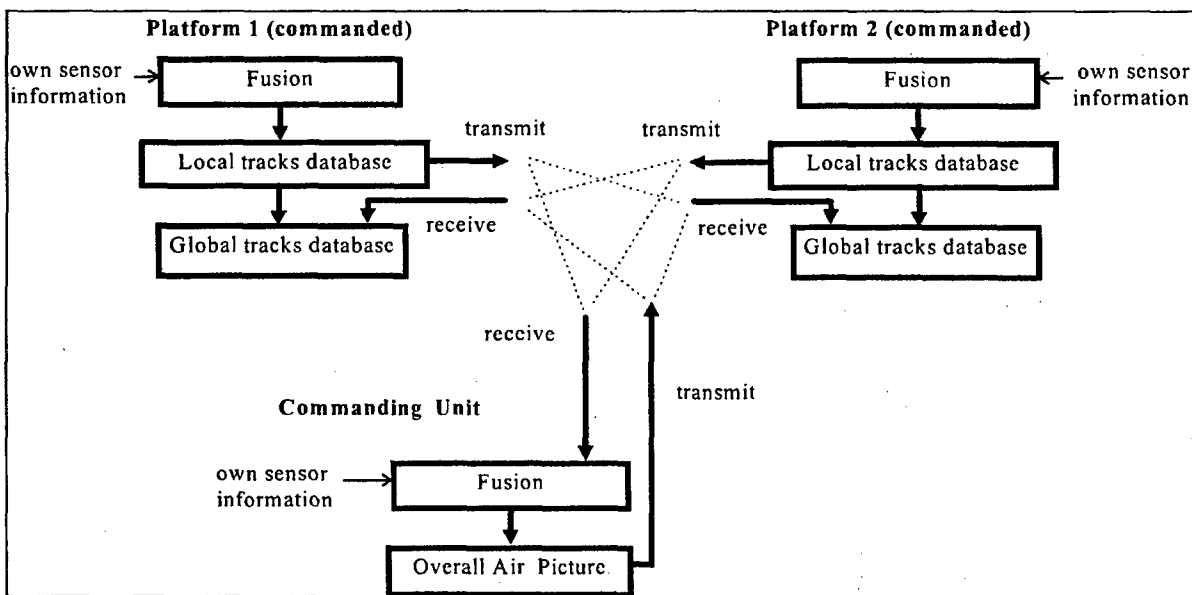 Platform 1 (commanded)
Platform 2 (commanded)
own sensor
information
Fusion
Fusion
own sensor
information
transmit
transmit
Local tracks database
Local tracks database
receive
receive
Global tracks database
Global tracks database
receive
transmit
Commanding Unit
own sensor
information
Fusion
Overall Air Picture